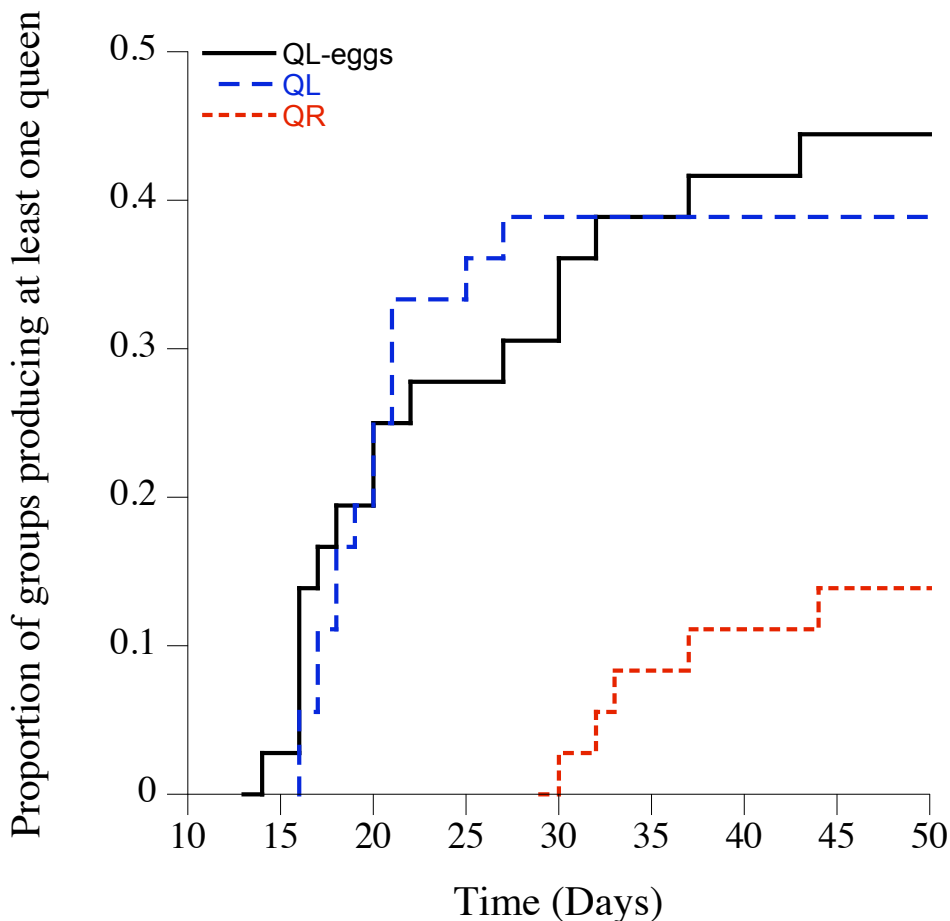 Proportion of groups producing at least one queen
0.5
0.4
0.3
0.2
0.1
0
QL-eggs
QL
QR
10 15 20 25 30 35 40 45 50
Time (Days)